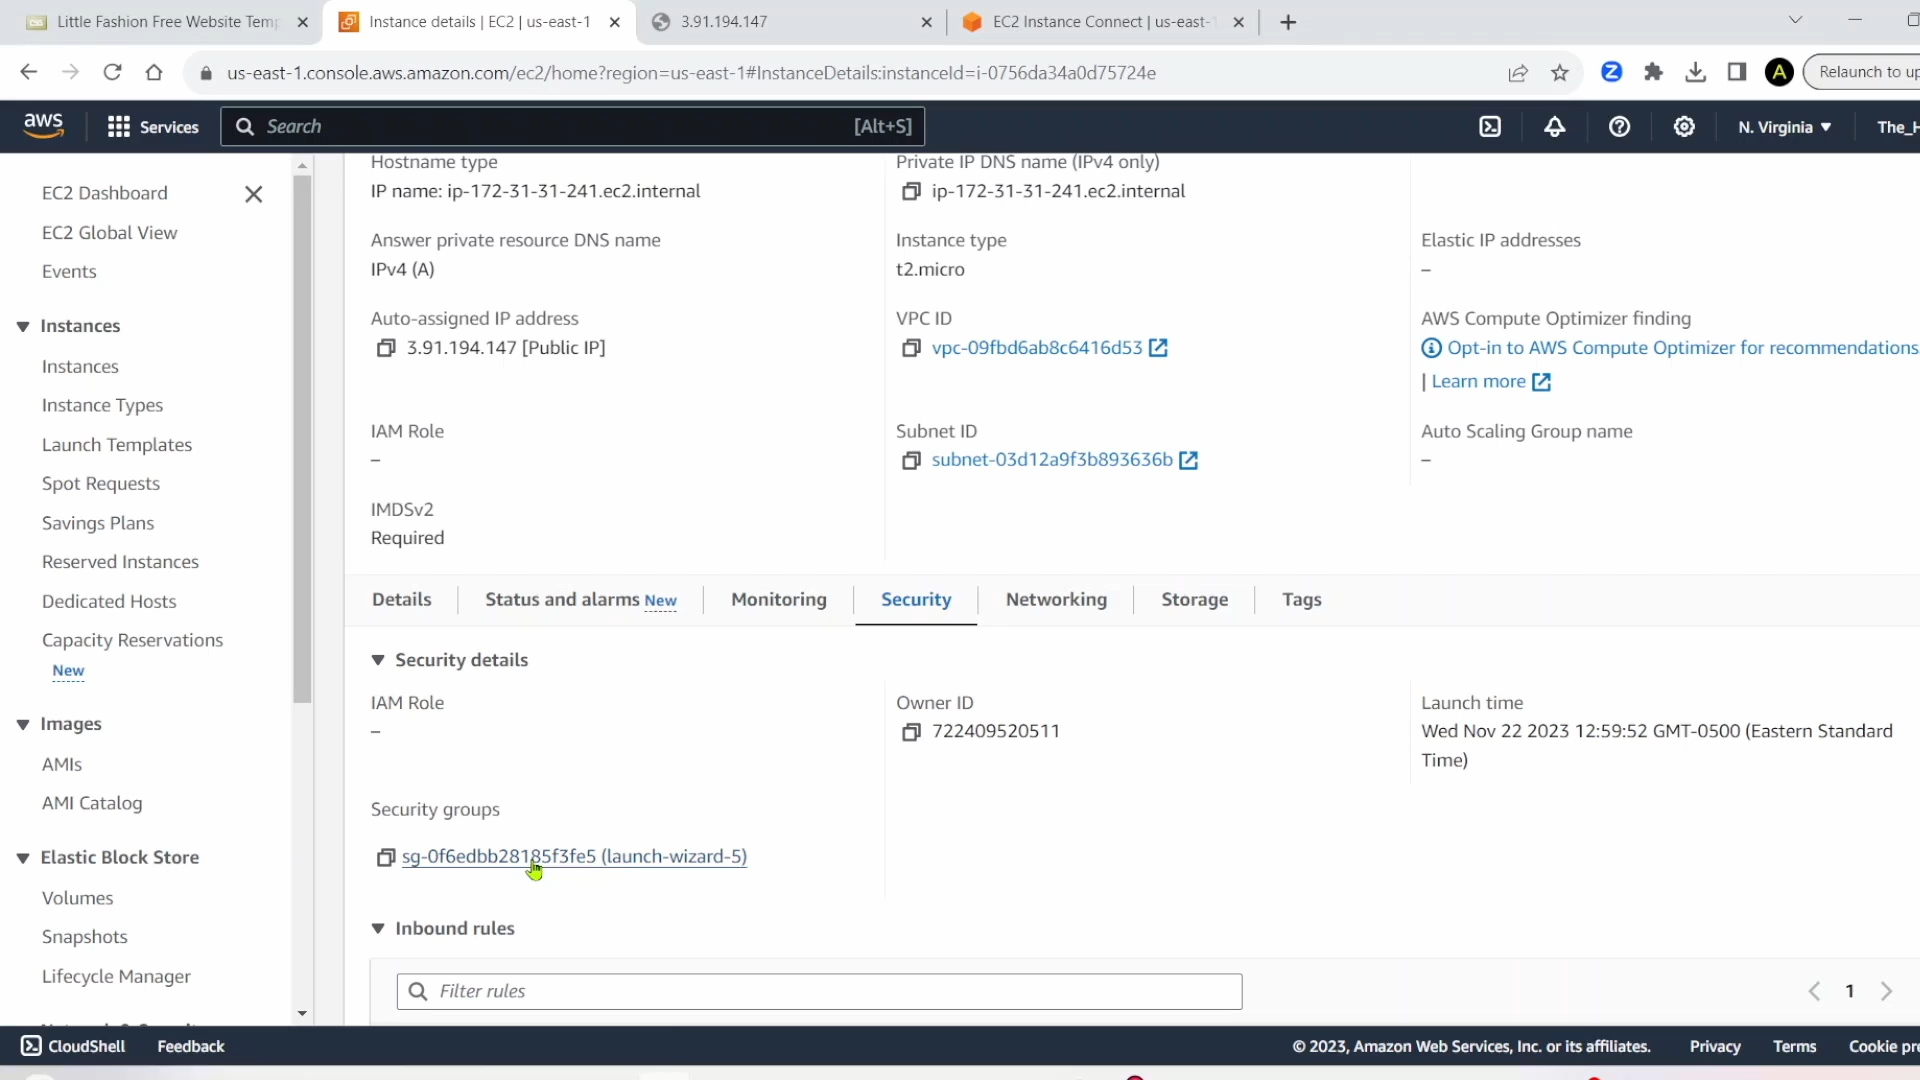 Little Fashion Free Website Temp
Instance details | EC2 | us-east-1
3.91.194.147
EC2 Instance Connect | us-east-1
us-east-1.console.aws.amazon.com/ec2/home?region=us-east-1#InstanceDetails:instanceId=i-0756da34a0d75724e
A
Relaunch to up
aws
Services
Search
[Alt+S]
N. Virginia
The_H
EC2 Dashboard
EC2 Global View
Events
Instances
Instances
Instance Types
Launch Templates
Spot Requests
Savings Plans
Reserved Instances
Dedicated Hosts
Capacity Reservations
New
Images
AMIs
AMI Catalog
Elastic Block Store
Volumes
Snapshots
Lifecycle Manager
Hostname type
IP name: ip-172-31-31-241.ec2.internal
Private IP DNS name (IPv4 only)
ip-172-31-31-241.ec2.internal
Answer private resource DNS name
IPv4 (A)
Instance type
t2.micro
Elastic IP addresses
–
Auto-assigned IP address
3.91.194.147 [Public IP]
VPC ID
vpc-09fbd6ab8c6416d53
AWS Compute Optimizer finding
Opt-in to AWS Compute Optimizer for recommendations.
| Learn more
IAM Role
–
Subnet ID
subnet-03d12a9f3b893636b
Auto Scaling Group name
–
IMDSv2
Required
Details
Status and alarms New
Monitoring
Security
Networking
Storage
Tags
Security details
IAM Role
–
Owner ID
722409520511
Launch time
Wed Nov 22 2023 12:59:52 GMT-0500 (Eastern Standard
Time)
Security groups
sg-0f6edbb28185f3fe5 (launch-wizard-5)
Inbound rules
Filter rules
1
CloudShell
Feedback
© 2023, Amazon Web Services, Inc. or its affiliates.
Privacy
Terms
Cookie pre